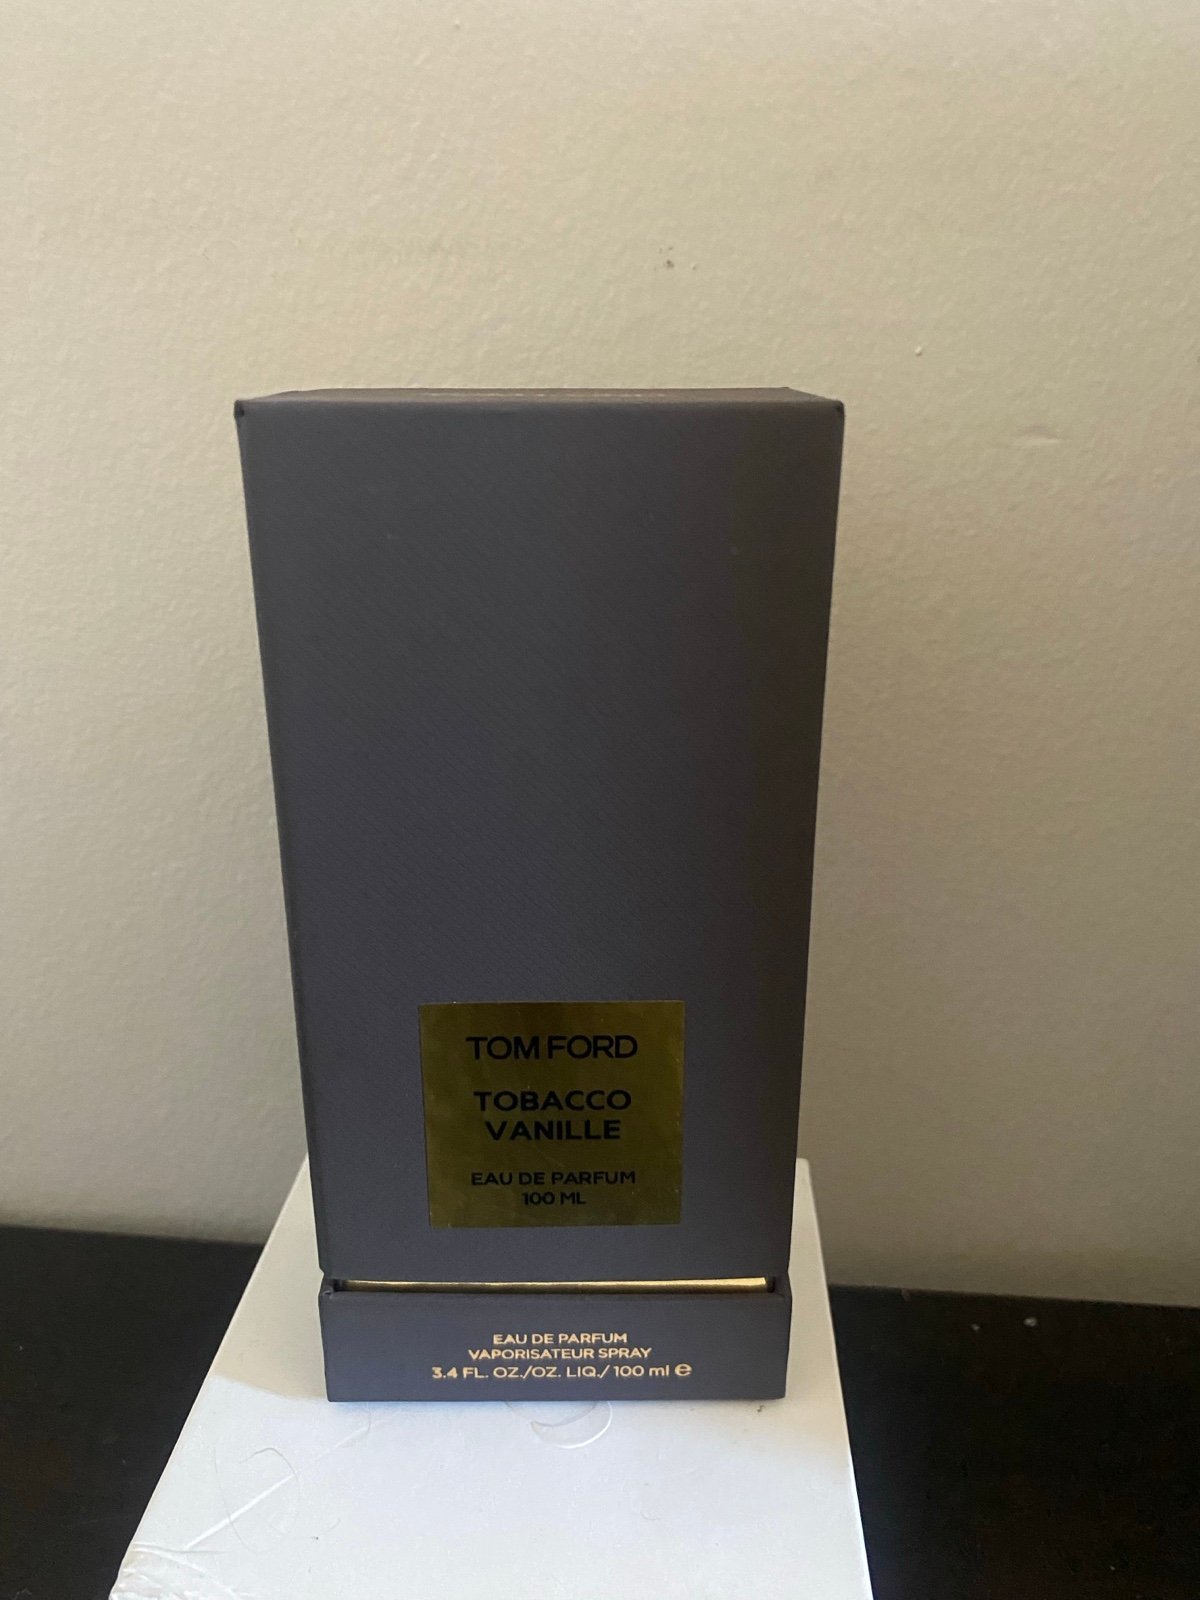 TOM FORD
TOBACCO
VANILLE
EAU DE PARFUM
100 ML
EAU DE PARFUM
VAPORISATEUR SPRAY
3.4 FL. OZ./OZ. LIQ./ 100 ml ℮